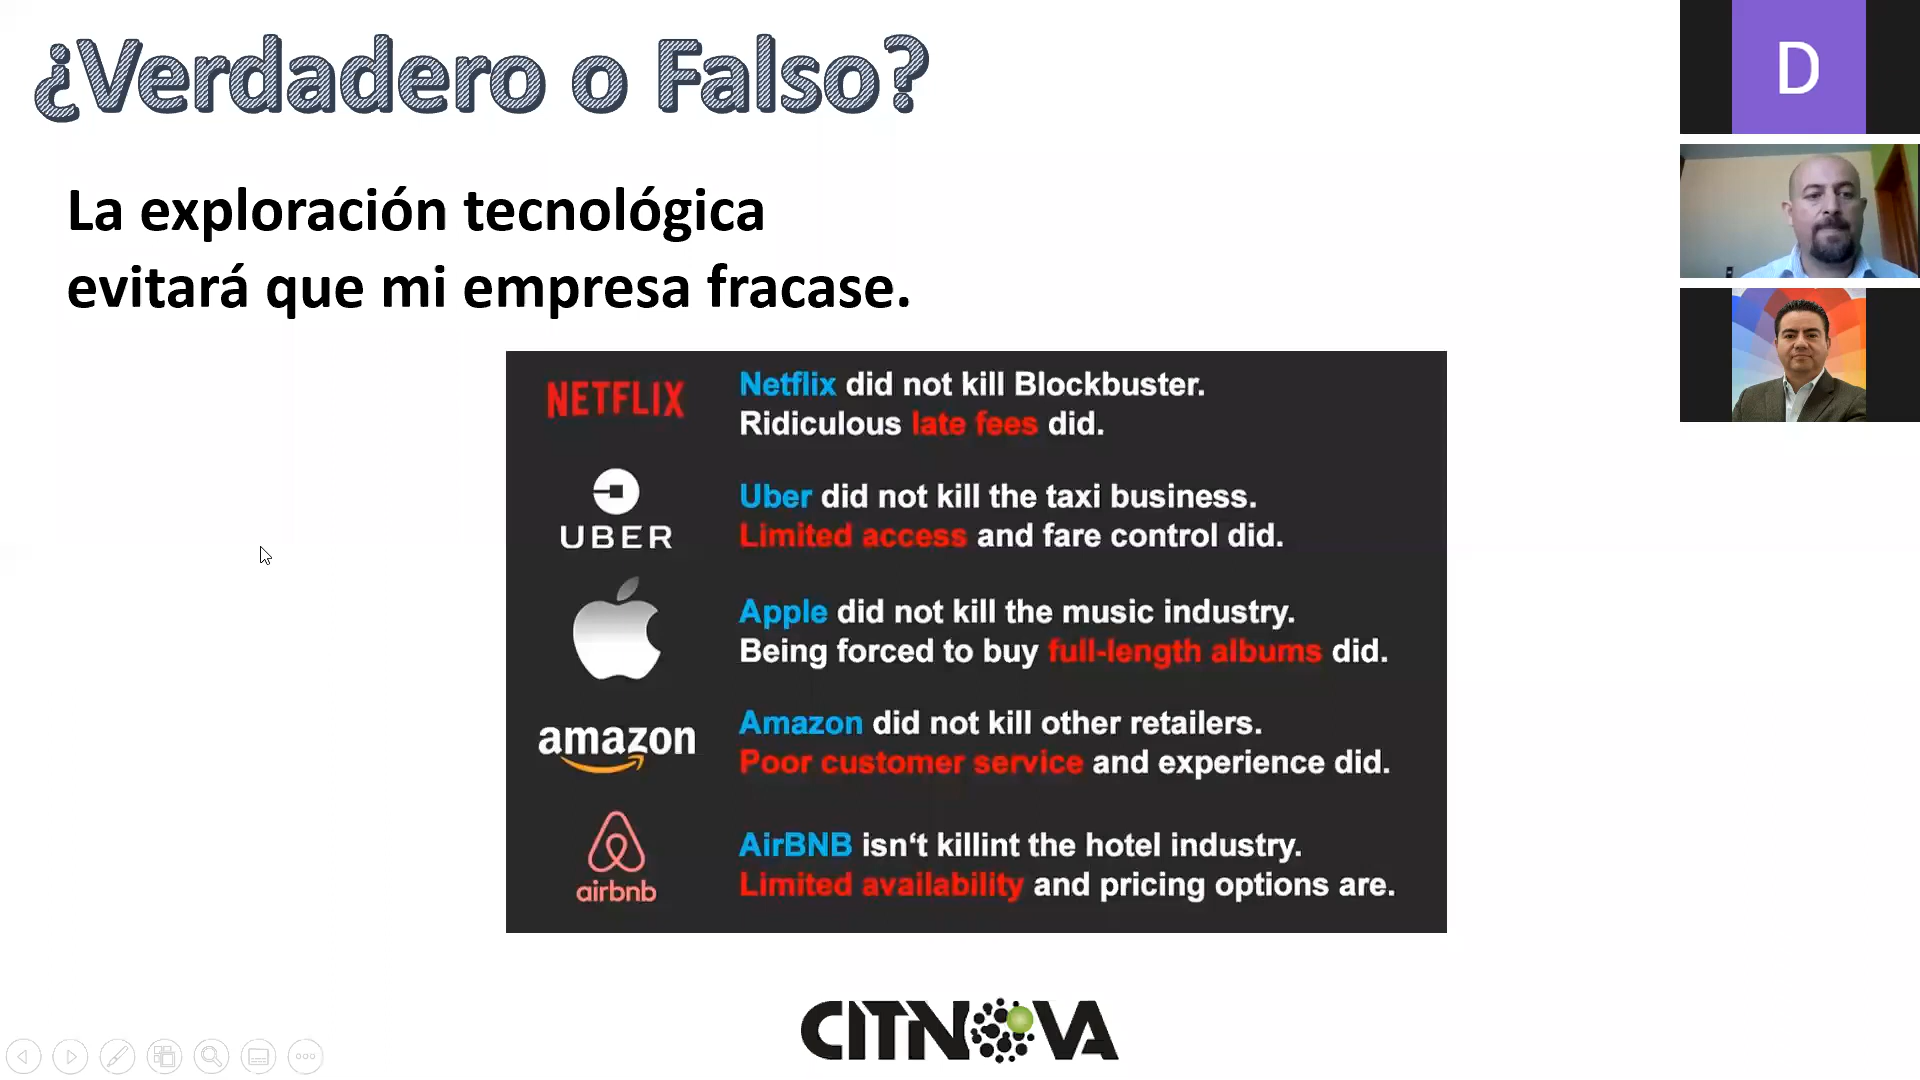 ¿Verdadero o Falso?
La exploración tecnológica
evitará que mi empresa fracase.
NETFLIX
Netflix did not kill Blockbuster.
Ridiculous late fees did.
UBER
Uber did not kill the taxi business.
Limited access and fare control did.
Apple did not kill the music industry.
Being forced to buy full-length albums did.
amazon
Amazon did not kill other retailers.
Poor customer service and experience did.
airbnb
AirBNB isn‘t killint the hotel industry.
Limited availability and pricing options are.
CITNOVA
D